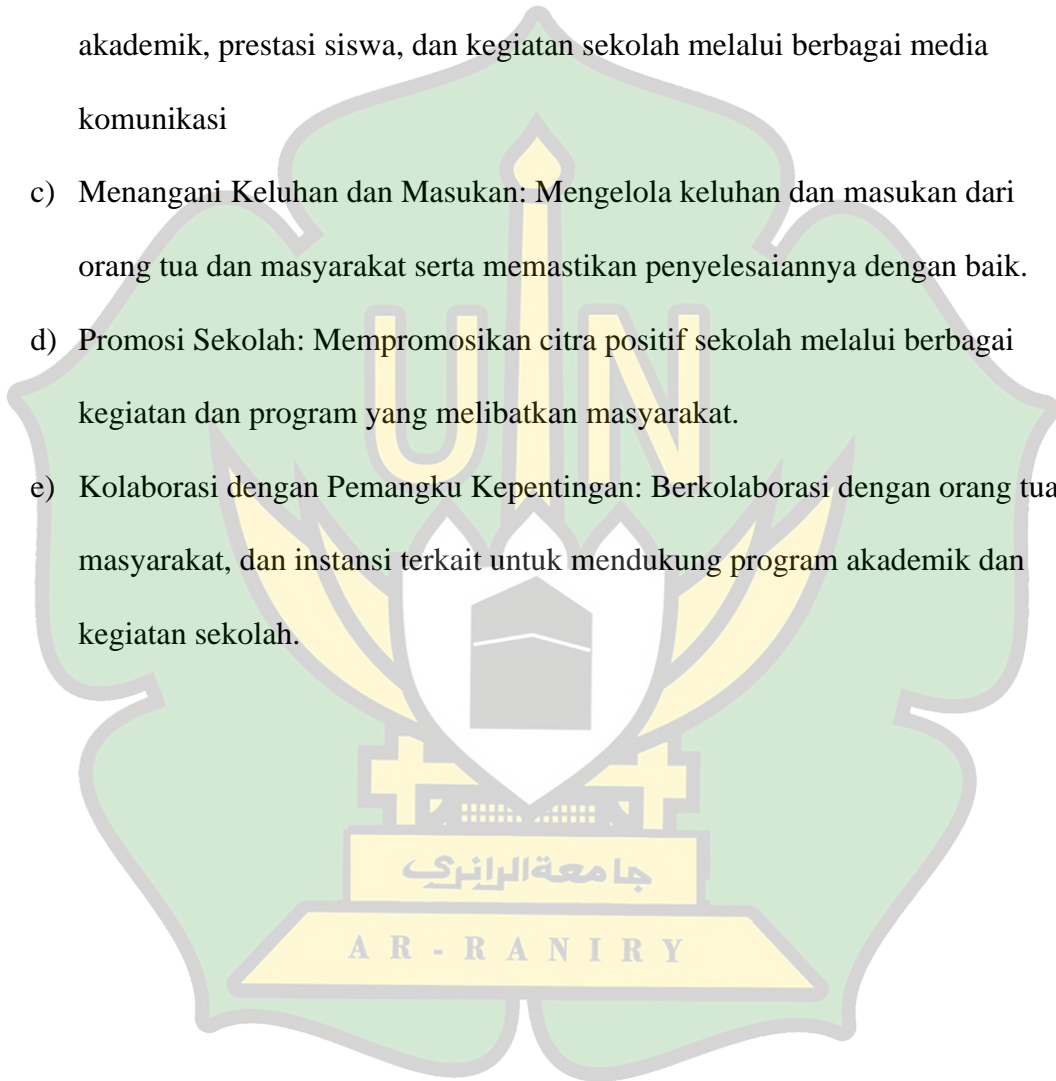 akademik, prestasi siswa, dan kegiatan sekolah melalui berbagai media
komunikasi
c) Menangani Keluhan dan Masukan: Mengelola keluhan dan masukan dari
orang tua dan masyarakat serta memastikan penyelesaiannya dengan baik.
d) Promosi Sekolah: Mempromosikan citra positif sekolah melalui berbagai
kegiatan dan program yang melibatkan masyarakat.
e) Kolaborasi dengan Pemangku Kepentingan: Berkolaborasi dengan orang tua
masyarakat, dan instansi terkait untuk mendukung program akademik dan
kegiatan sekolah.
UIN
جامعة الرانري
AR-RANIRY